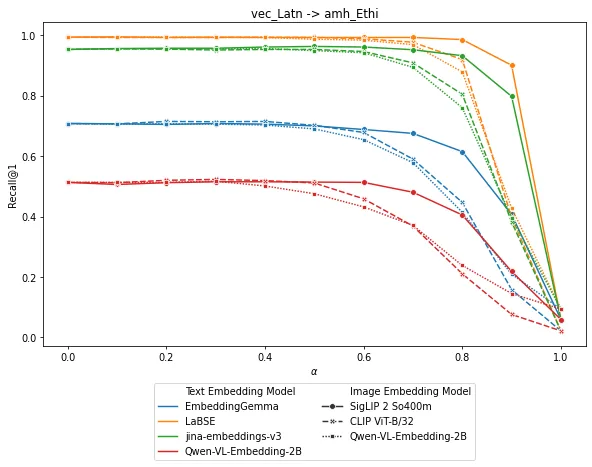 vec_Latn -> amh_Ethi
Recall@1
1.0
0.8
0.6
0.4
0.2
0.0
0.0 0.2 0.4 0.6 0.8 1.0
α
Text Embedding Model
EmbeddingGemma
LaBSE
jina-embeddings-v3
Qwen-VL-Embedding-2B
Image Embedding Model
SigLIP 2 So400m
CLIP ViT-B/32
Qwen-VL-Embedding-2B